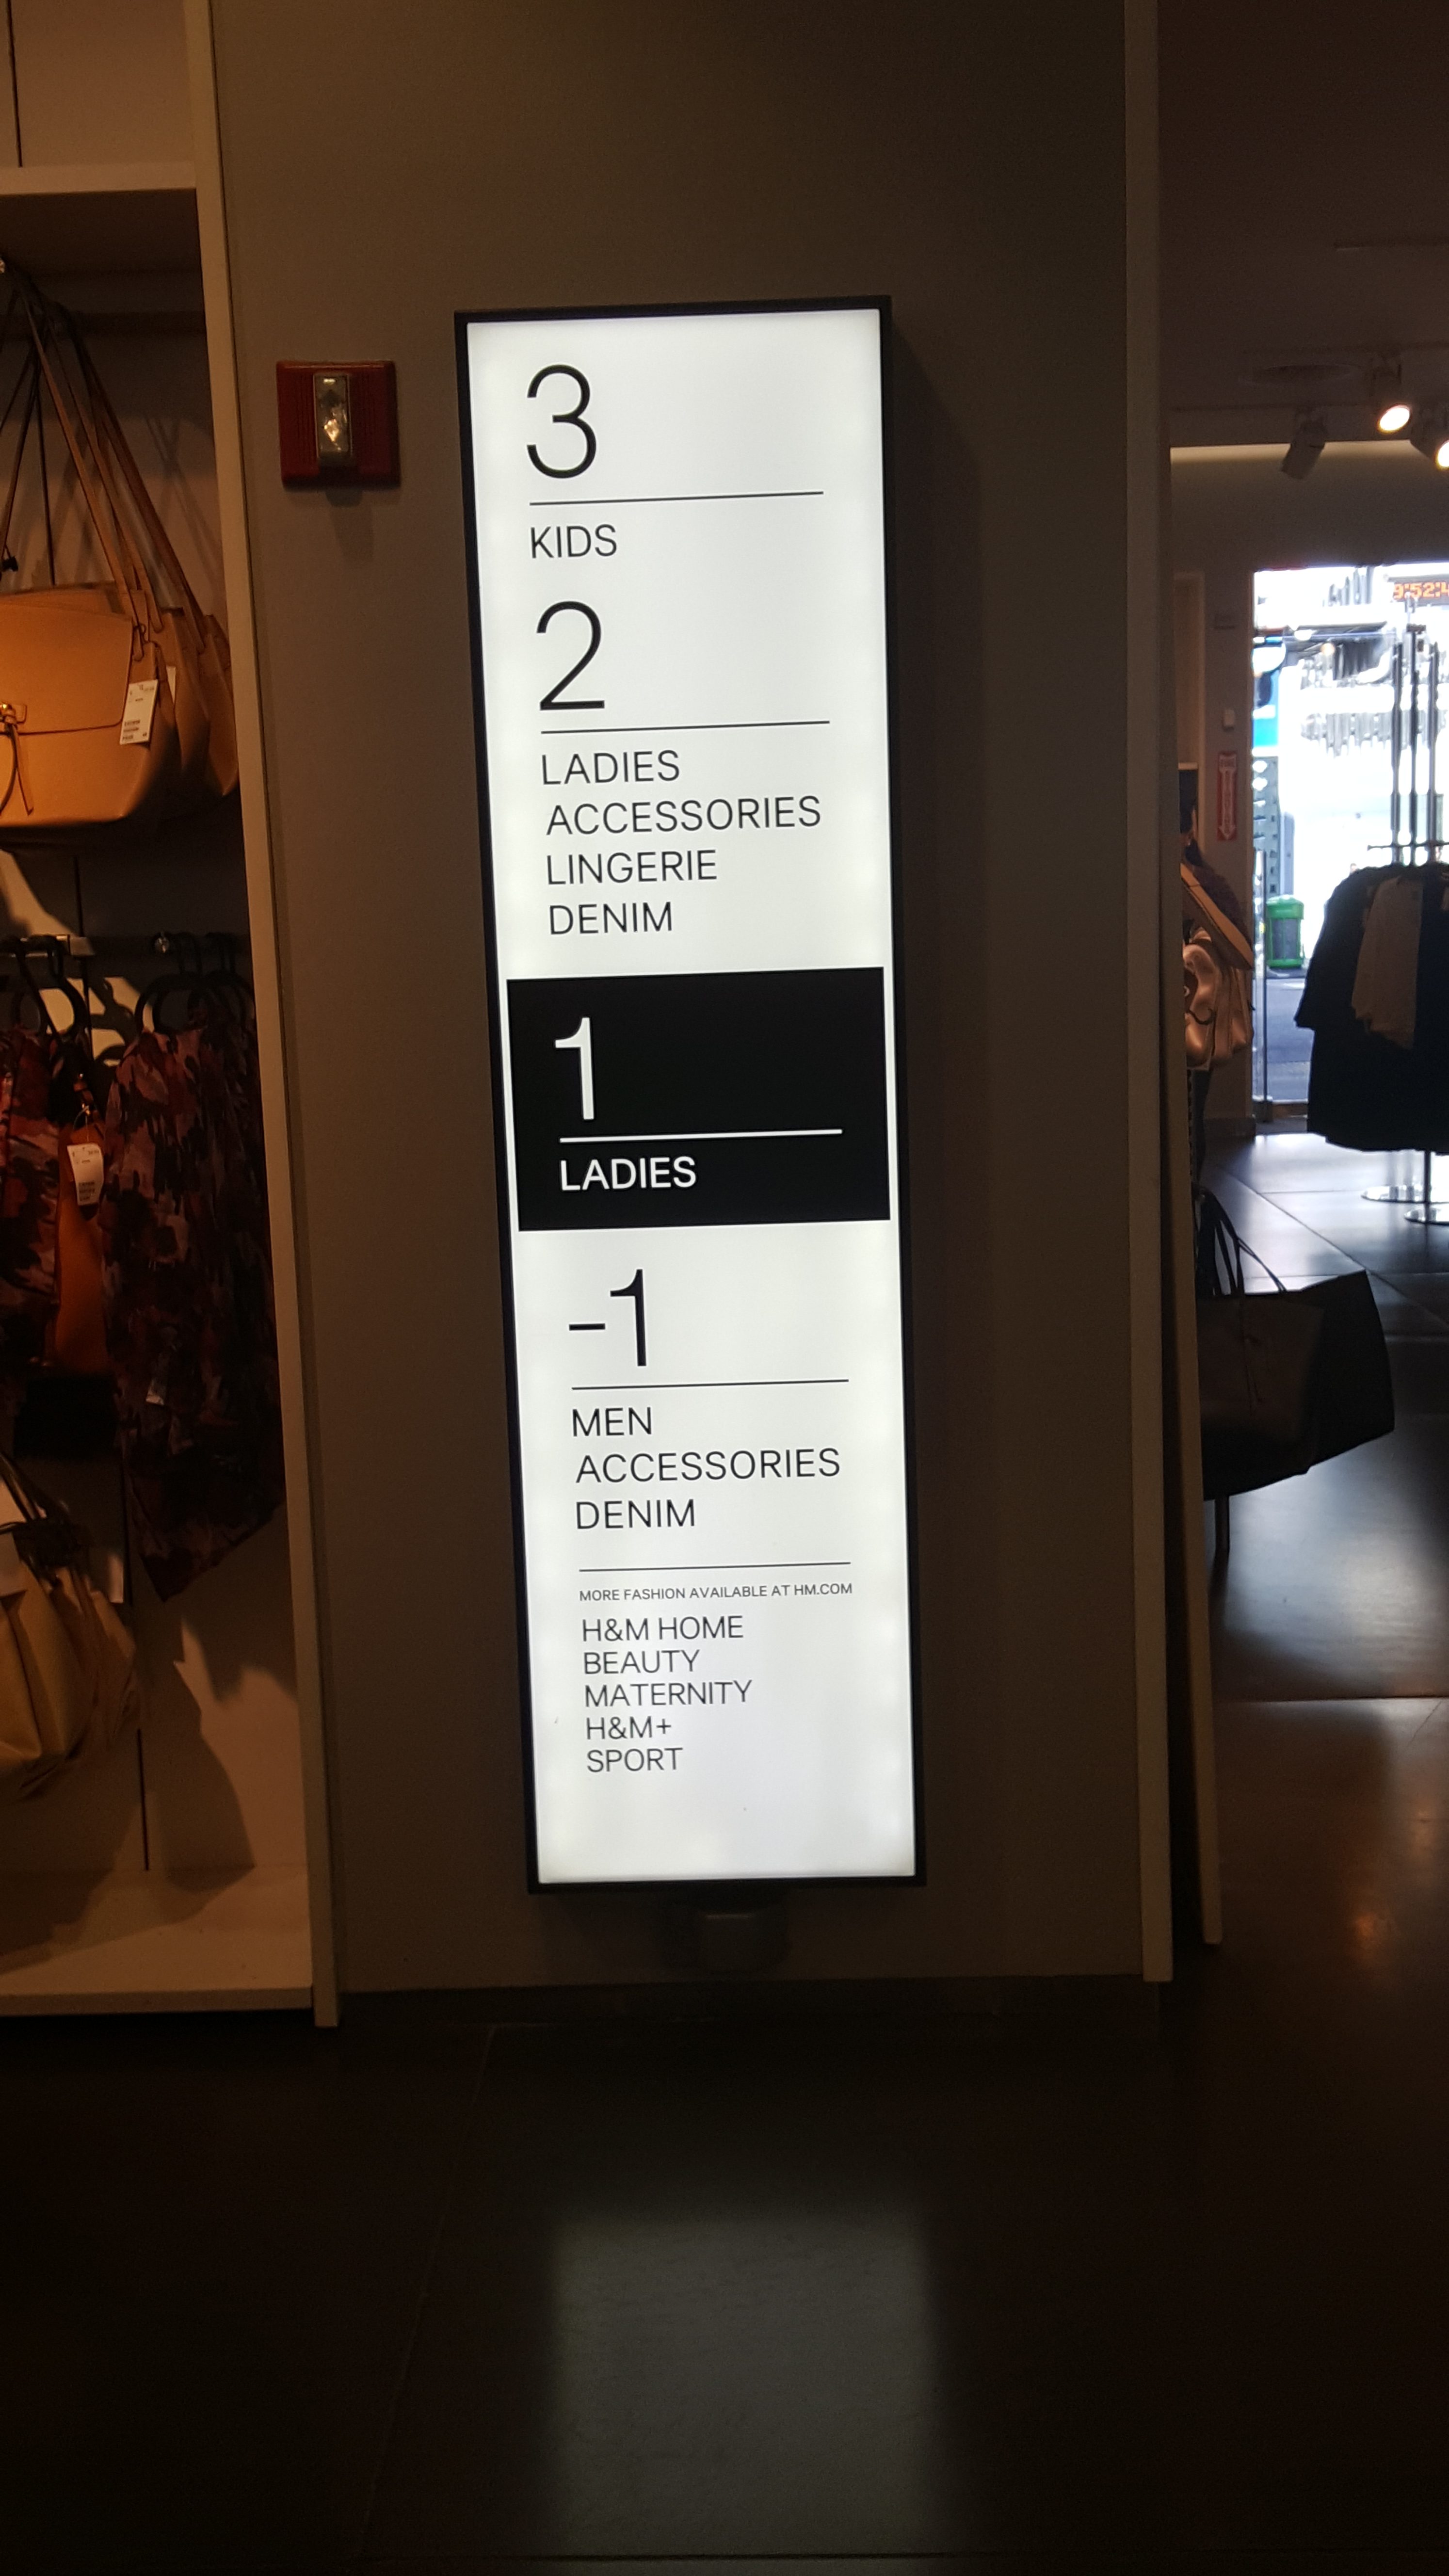 3
KIDS
2
LADIES
ACCESSORIES
LINGERIE
DENIM
1
LADIES
-1
MEN
ACCESSORIES
DENIM
MORE FASHION AVAILABLE AT HM.COM
H&M HOME
BEAUTY
MATERNITY
H&M+
SPORT